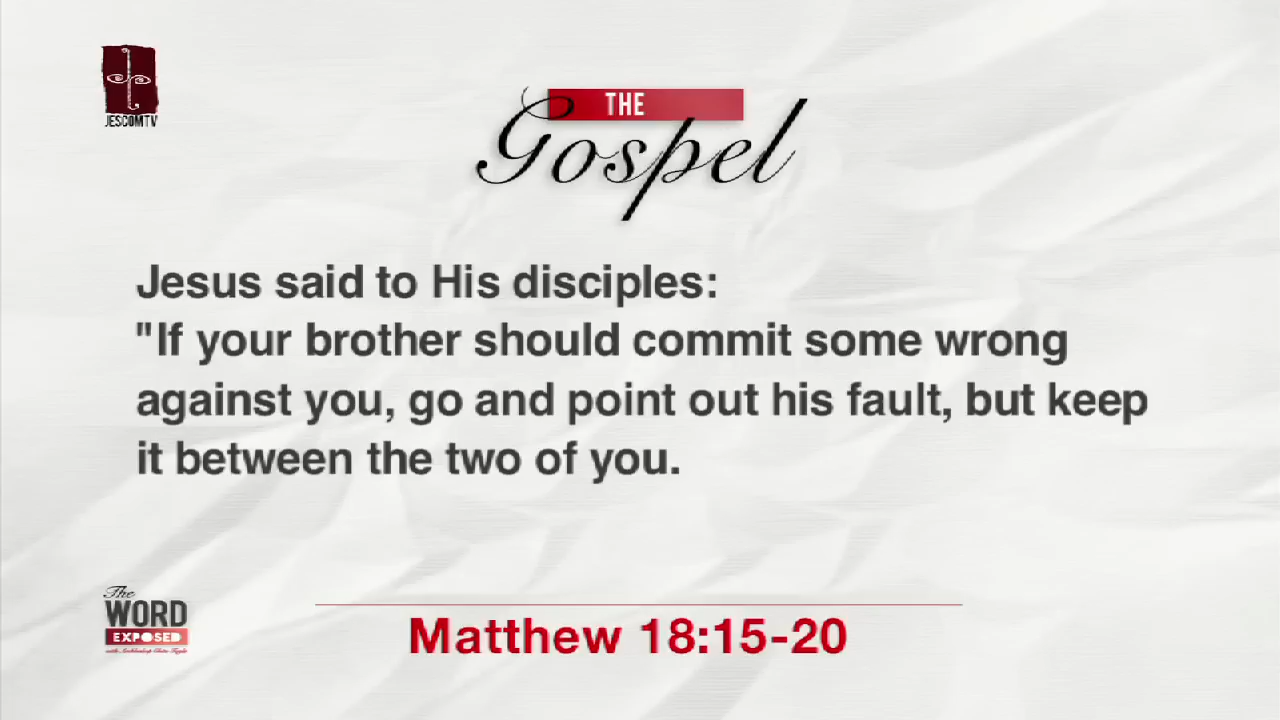 JESCOMTV
THE
Gospel
Jesus said to His disciples:
"If your brother should commit some wrong
against you, go and point out his fault, but keep
it between the two of you.
The
WORD
EXPOSED
Matthew 18:15-20